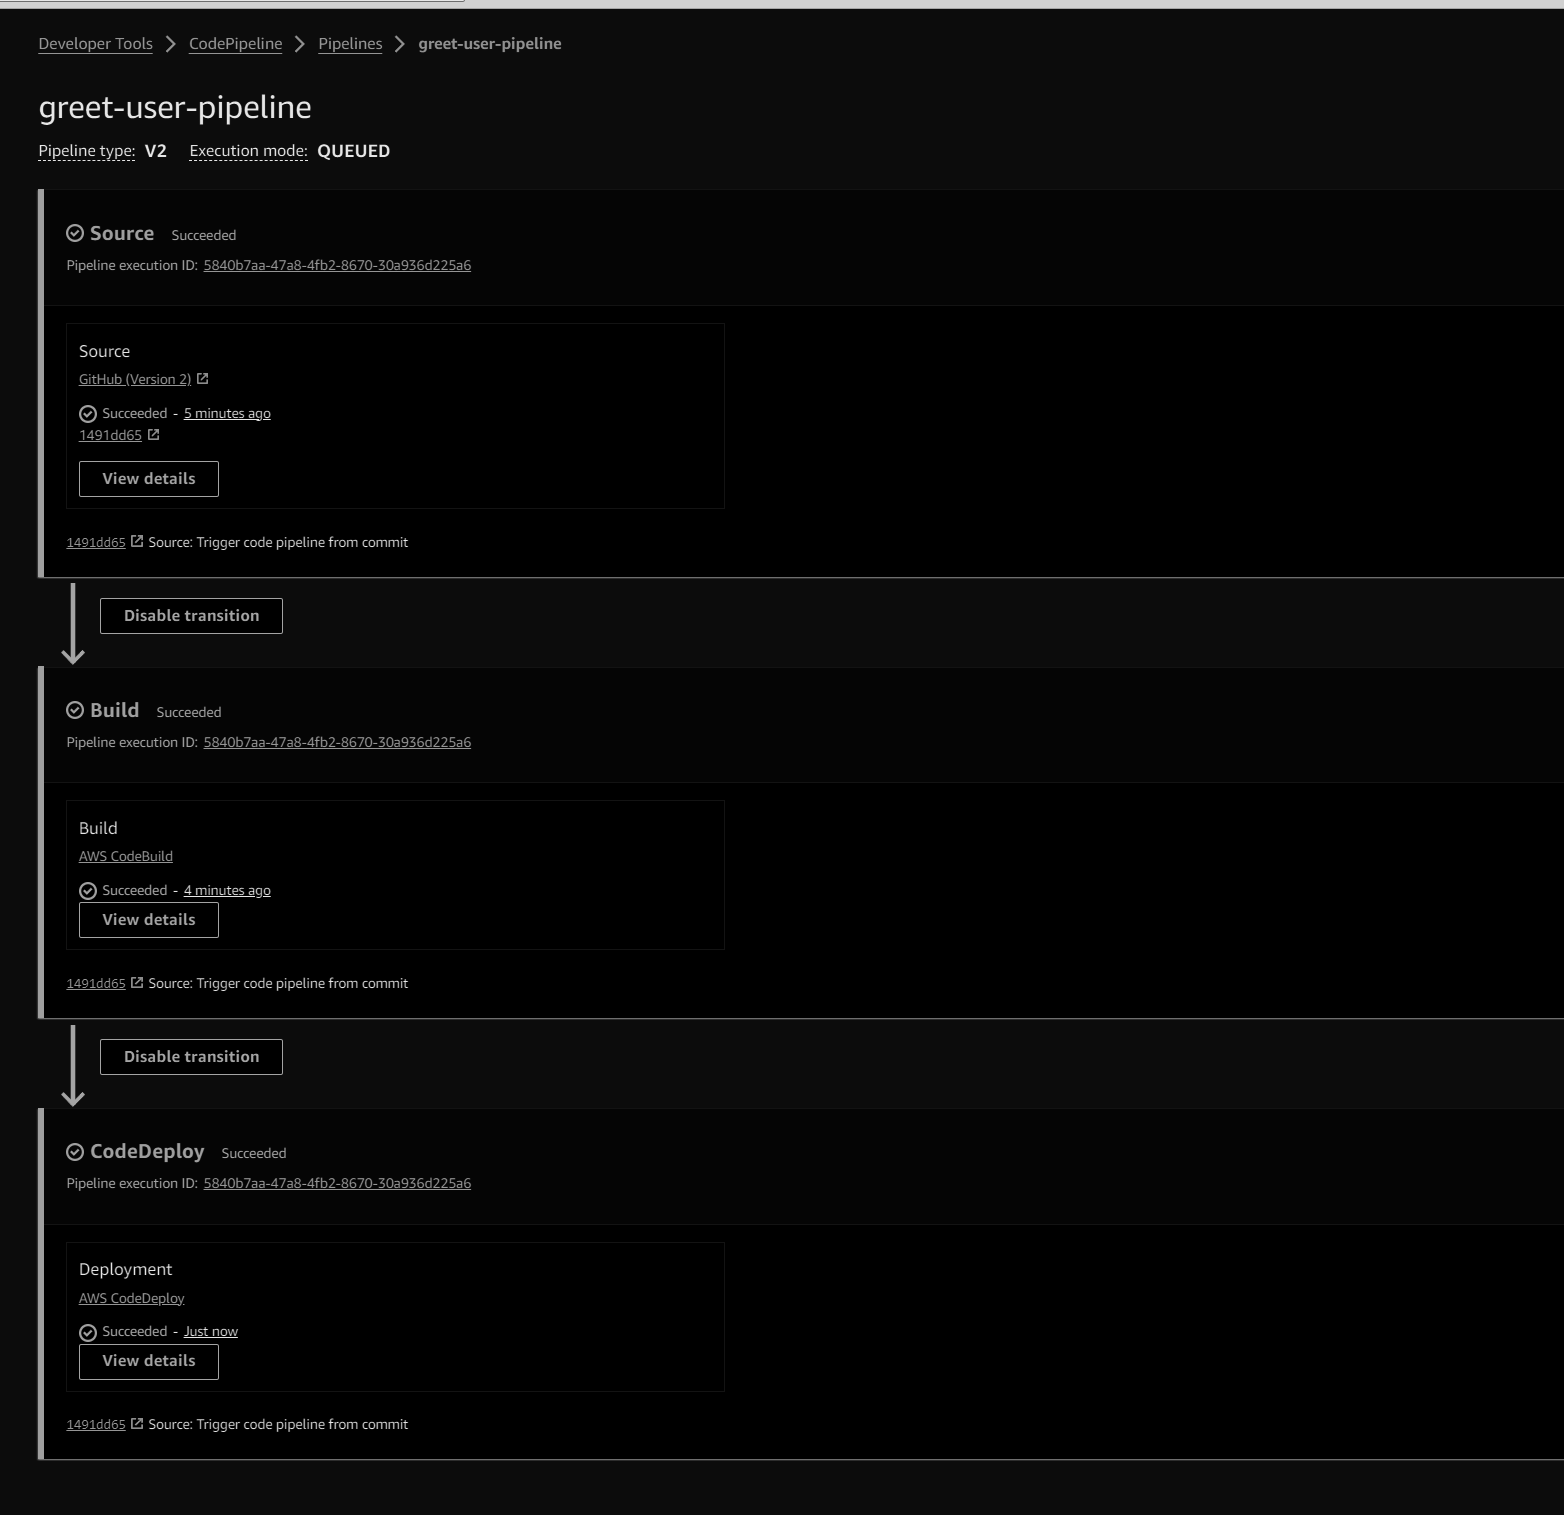 Developer Tools > CodePipeline > Pipelines > greet-user-pipeline
greet-user-pipeline
Pipeline type: V2 Execution mode: QUEUED
Source Succeeded
Pipeline execution ID: 5840b7aa-47a8-4fb2-8670-30a936d225a6
Source
GitHub (Version 2)
Succeeded - 5 minutes ago
1491dd65
View details
1491dd65 Source: Trigger code pipeline from commit
Disable transition
Build Succeeded
Pipeline execution ID: 5840b7aa-47a8-4fb2-8670-30a936d225a6
Build
AWS CodeBuild
Succeeded - 4 minutes ago
View details
1491dd65 Source: Trigger code pipeline from commit
Disable transition
CodeDeploy Succeeded
Pipeline execution ID: 5840b7aa-47a8-4fb2-8670-30a936d225a6
Deployment
AWS CodeDeploy
Succeeded - Just now
View details
1491dd65 Source: Trigger code pipeline from commit